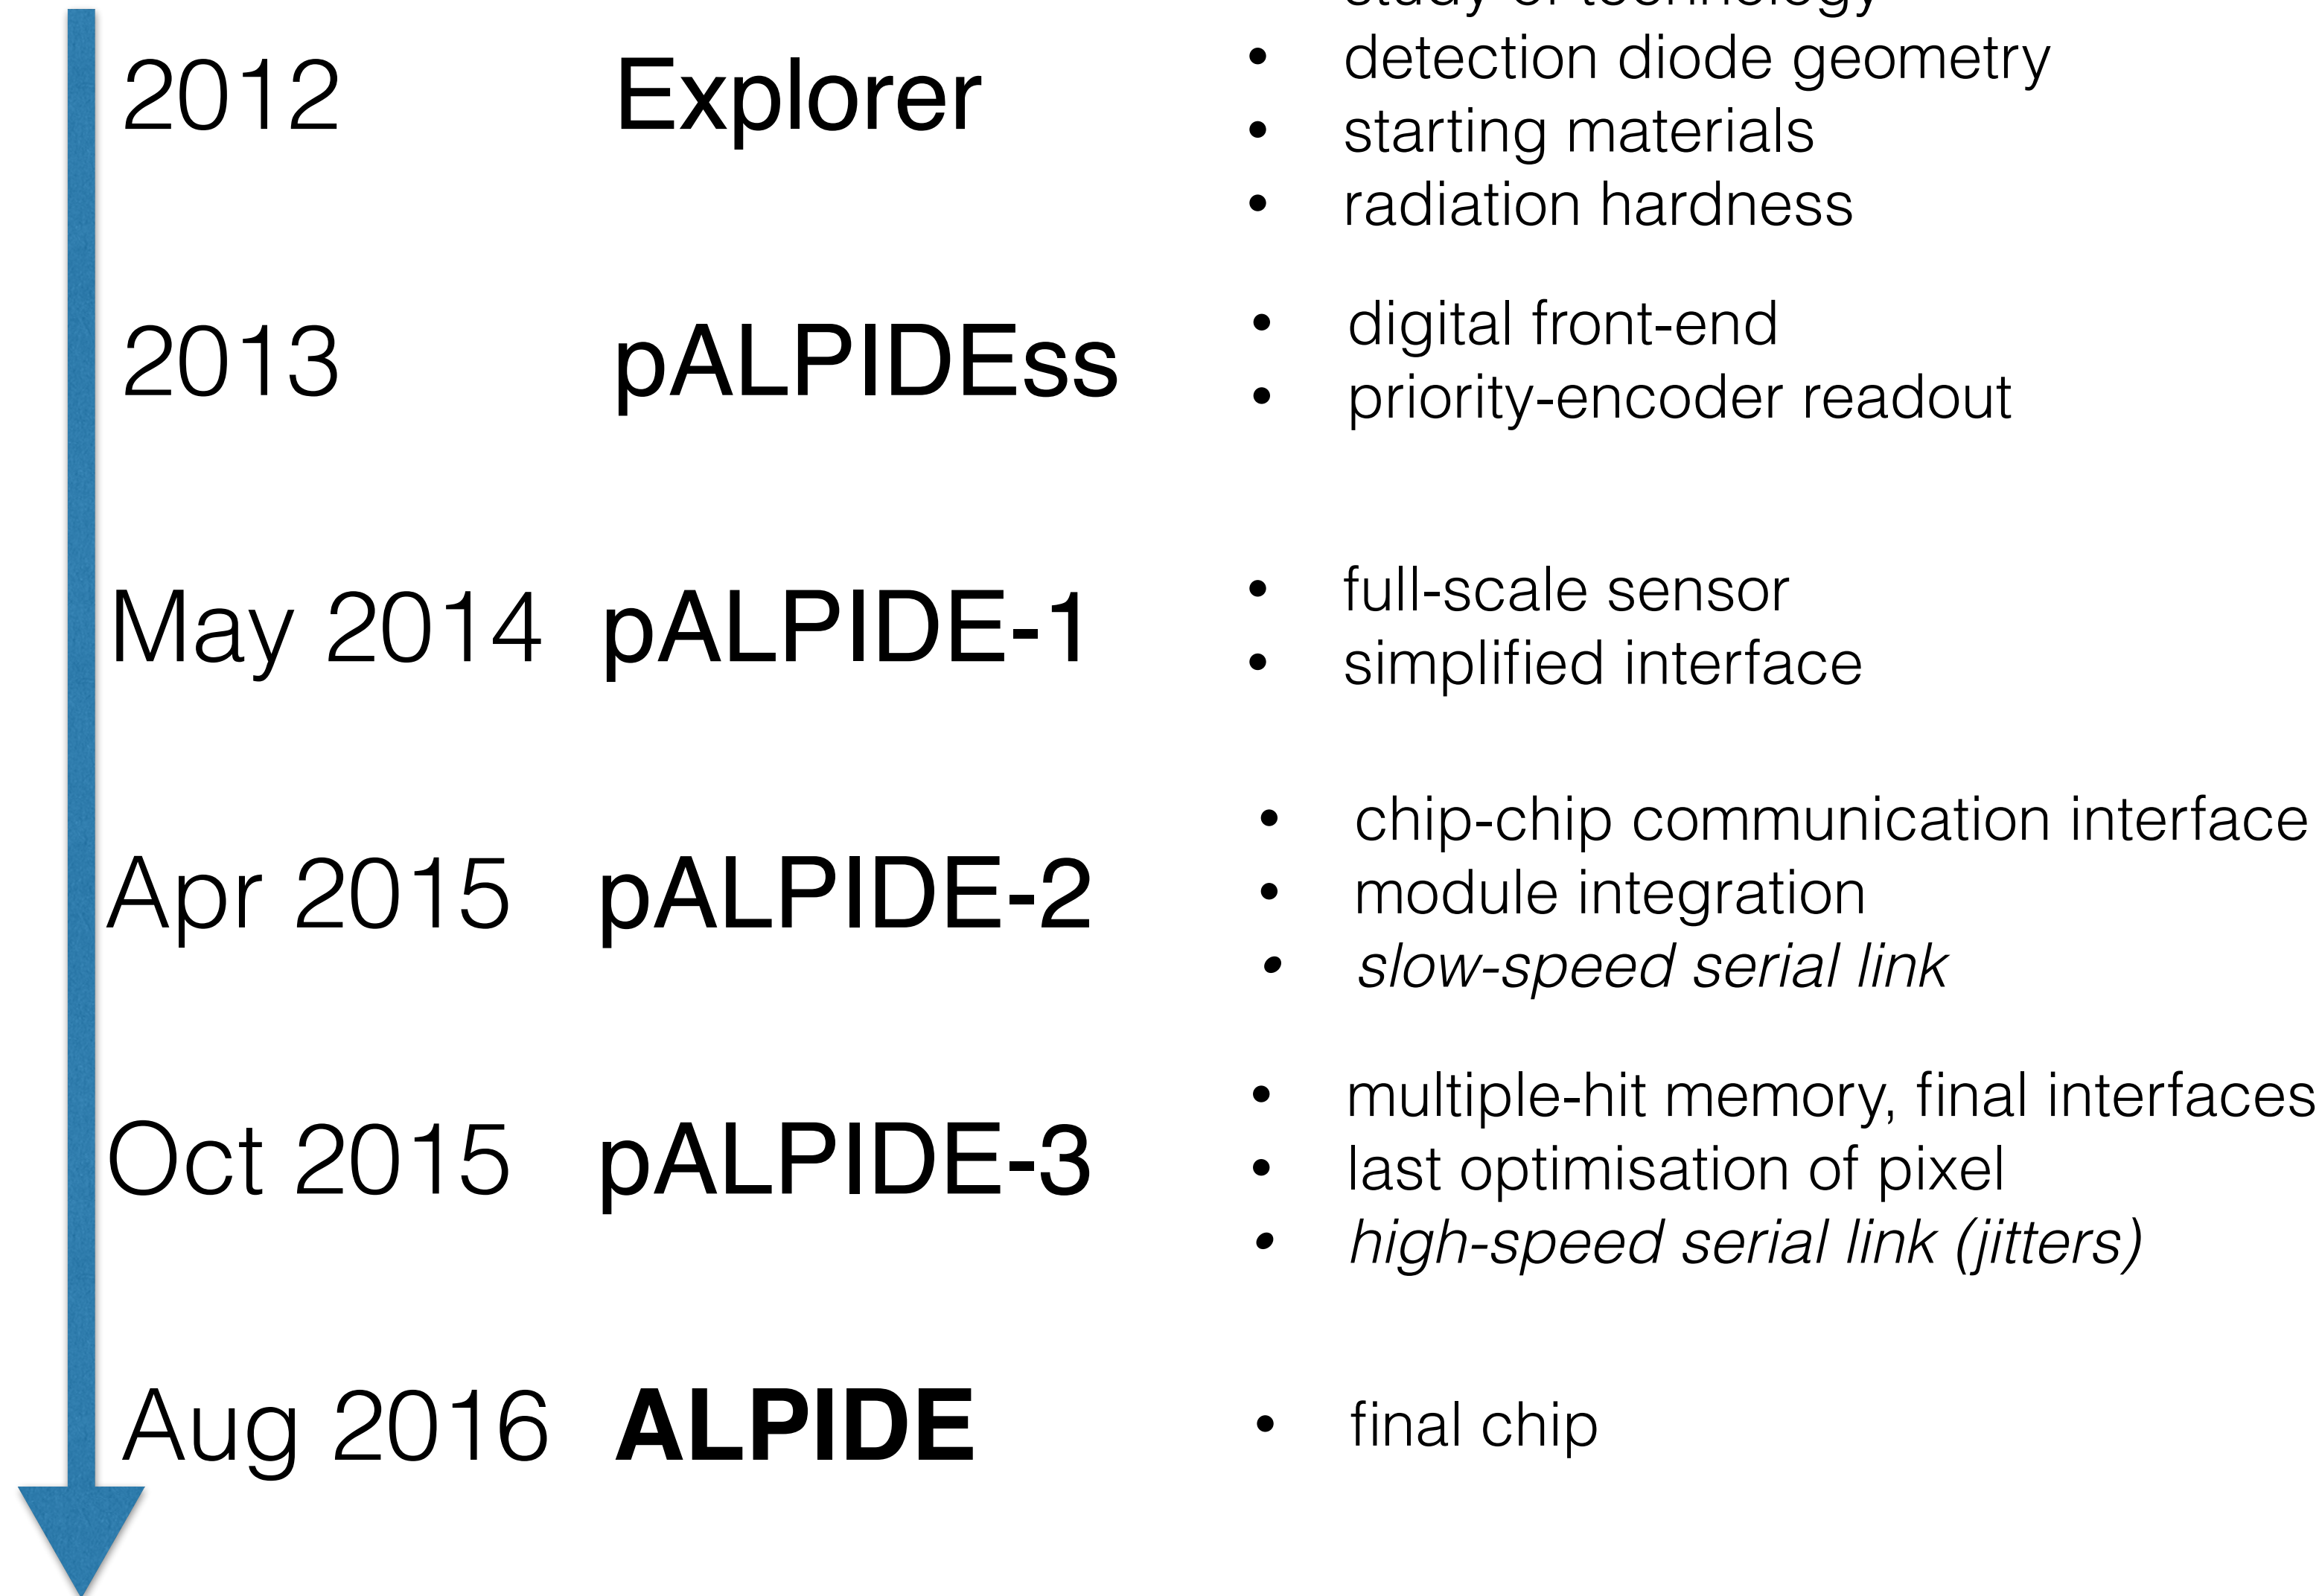 study of technology
2012 Explorer
• detection diode geometry
• starting materials
• radiation hardness
2013 pALPIDEss
• digital front-end
• priority-encoder readout
May 2014 pALPIDE-1
• full-scale sensor
• simplified interface
Apr 2015 pALPIDE-2
• chip-chip communication interface
• module integration
• slow-speed serial link
Oct 2015 pALPIDE-3
• multiple-hit memory, final interfaces
• last optimisation of pixel
• high-speed serial link (jitters)
Aug 2016 ALPIDE
• final chip